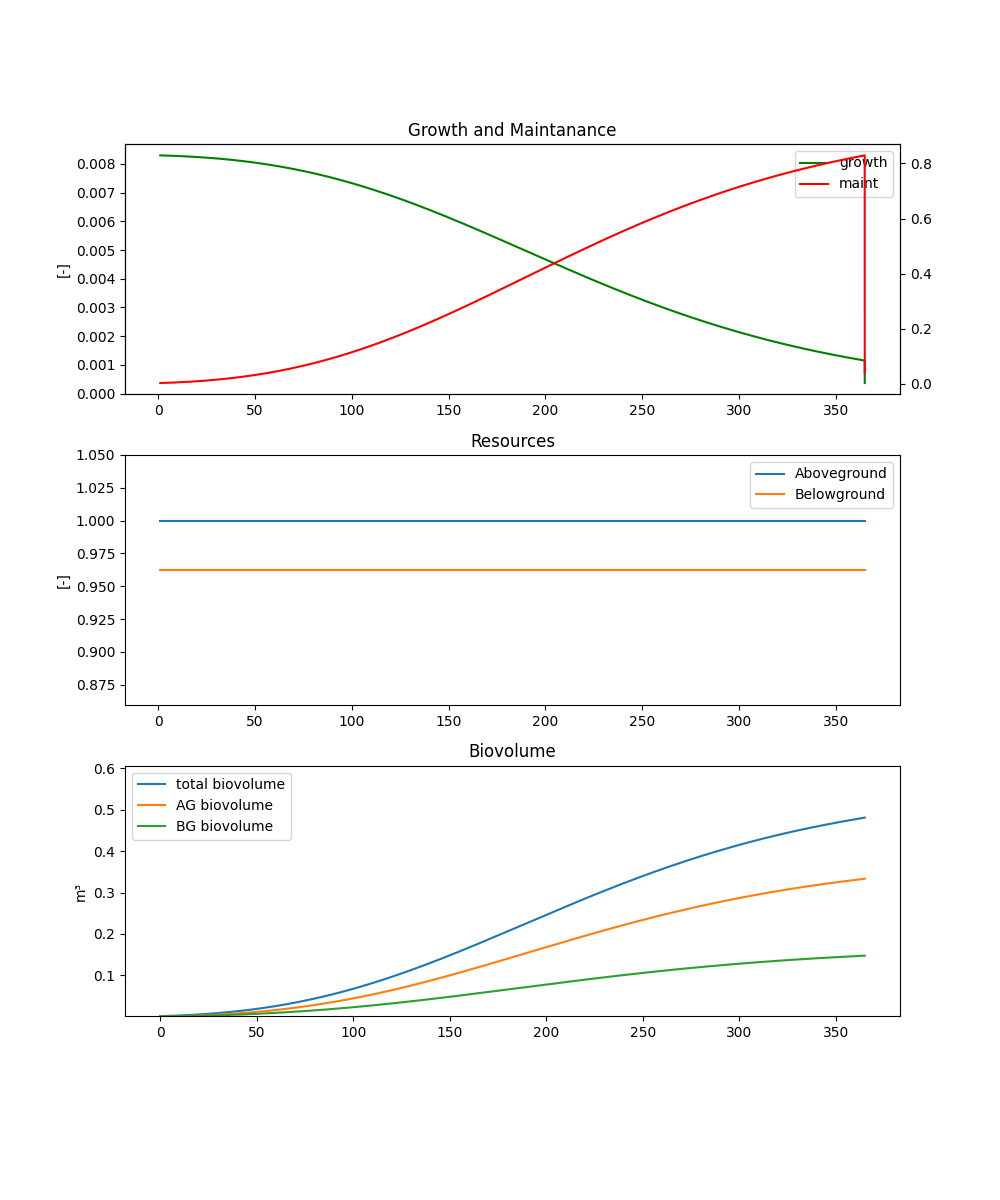 Growth and Maintanance
growth
maint
[-]
0.008
0.007
0.006
0.005
0.004
0.003
0.002
0.001
0.000
0.8
0.6
0.4
0.2
0.0
0 50 100 150 200 250 300 350
Resources
Aboveground
Belowground
[-]
1.050
1.025
1.000
0.975
0.950
0.925
0.900
0.875
0 50 100 150 200 250 300 350
Biovolume
total biovolume
AG biovolume
BG biovolume
m³
0.6
0.5
0.4
0.3
0.2
0.1
0 50 100 150 200 250 300 350